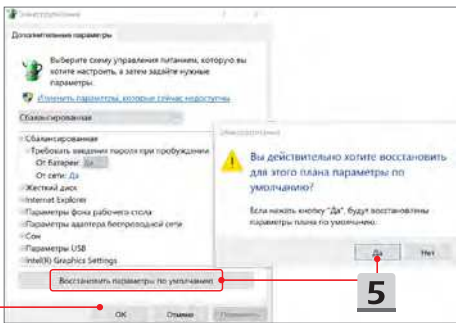 Электропитание
Дополнительные параметры
Выберите схему управления питанием, которую вы
хотите настроить, а затем задайте нужные
параметры.
Изменить параметры, которые сейчас недоступны
Сбалансированная
Сбалансированная
Требовать введения пароля при пробуждении
От батареи: Да
От сети: Да
Жесткий диск
Internet Explorer
Параметры фона рабочего стола
Параметры адаптера беспроводной сети
Сон
Параметры USB
Intel(R) Graphics Settings
Восстановить параметры по умолчанию
OK Отмена Применить
Электропитание
Вы действительно хотите восстановить
для этого плана параметры по
умолчанию?
Если нажать кнопку "Да", будут восстановлены
параметры плана по умолчанию.
Да Нет
5